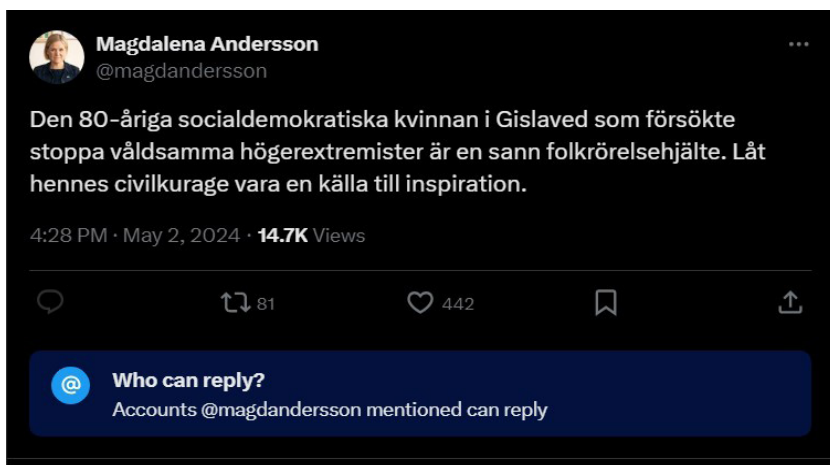 Magdalena Andersson
@magdandersson
Den 80-åriga socialdemokratiska kvinnan i Gislaved som försökte
stoppa våldsamma högerextremister är en sann folkrörelsehjälte. Låt
hennes civilkurage vara en källa till inspiration.
4:28 PM · May 2, 2024 · 14.7K Views
81 442
@
Who can reply?
Accounts @magdandersson mentioned can reply